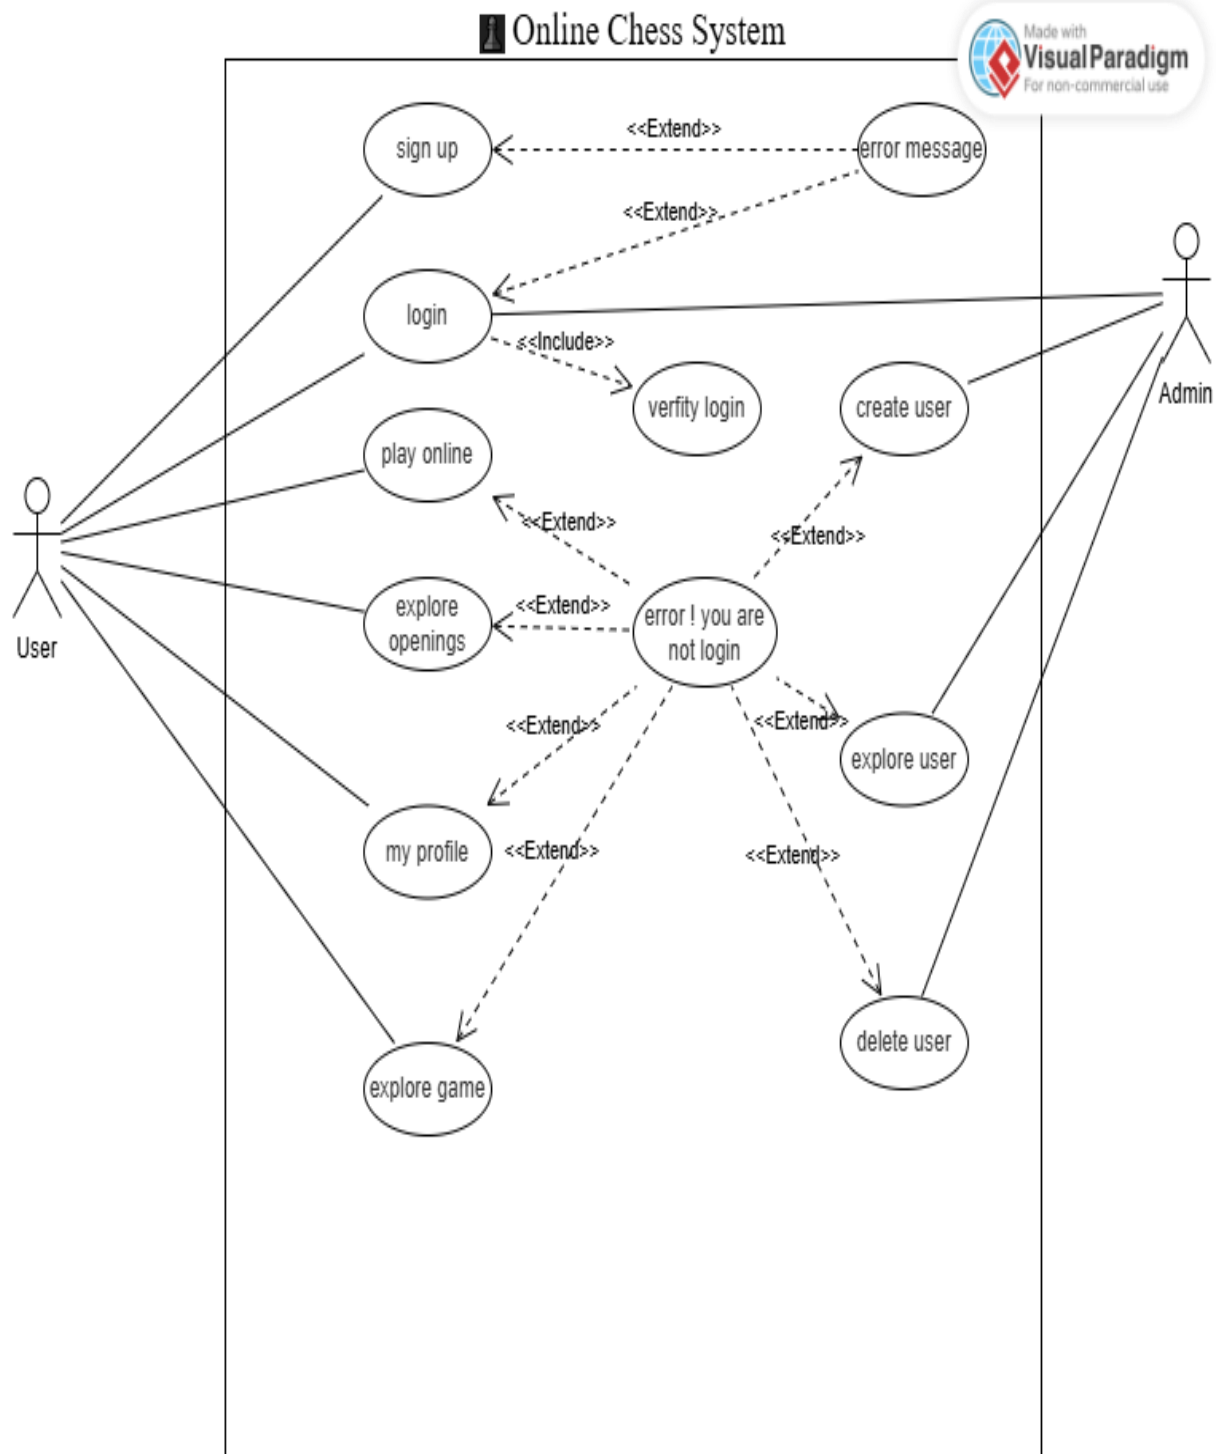 Online Chess System
Made with
Visual Paradigm
For non-commercial use
sign up
<<Extend>>
error message
<<Extend>>
login
<<Include>>
verfity login
create user
Admin
play online
<<Extend>>
<<Extend>>
User
explore
openings
<<Extend>>
error ! you are
not login
<<Extend>>
<<Extend>>
explore user
my profile
<<Extend>>
<<Extend>>
delete user
explore game